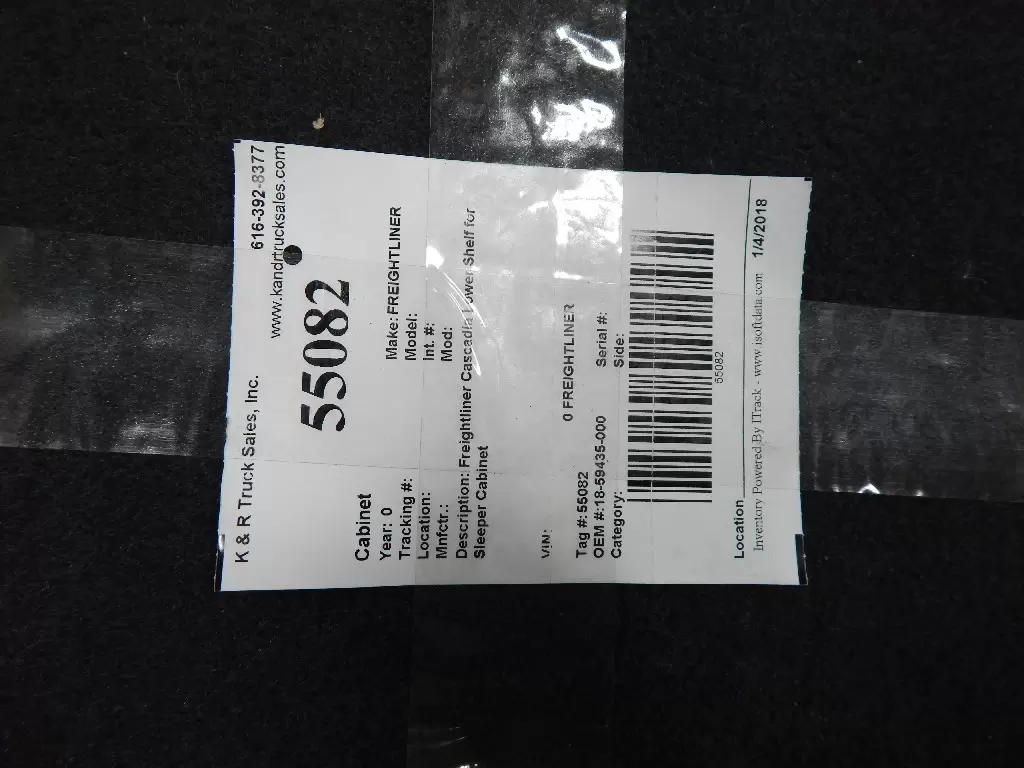 K & R Truck Sales, Inc. 616-392-8377
www.kandrtrucksales.com
55082
Cabinet
Year: 0 Make: FREIGHTLINER
Tracking #: Model:
Location: Int. #:
Mnfctr.: Mod:
Description: Freightliner Cascadia Lower Shelf for
Sleeper Cabinet
VIN:
Tag #: 55082 0 FREIGHTLINER
OEM #:18-59435-000 Serial #:
Category: Side:
55082
Location
Inventory Powered By ITrack - www.isoftdata.com 1/4/2018